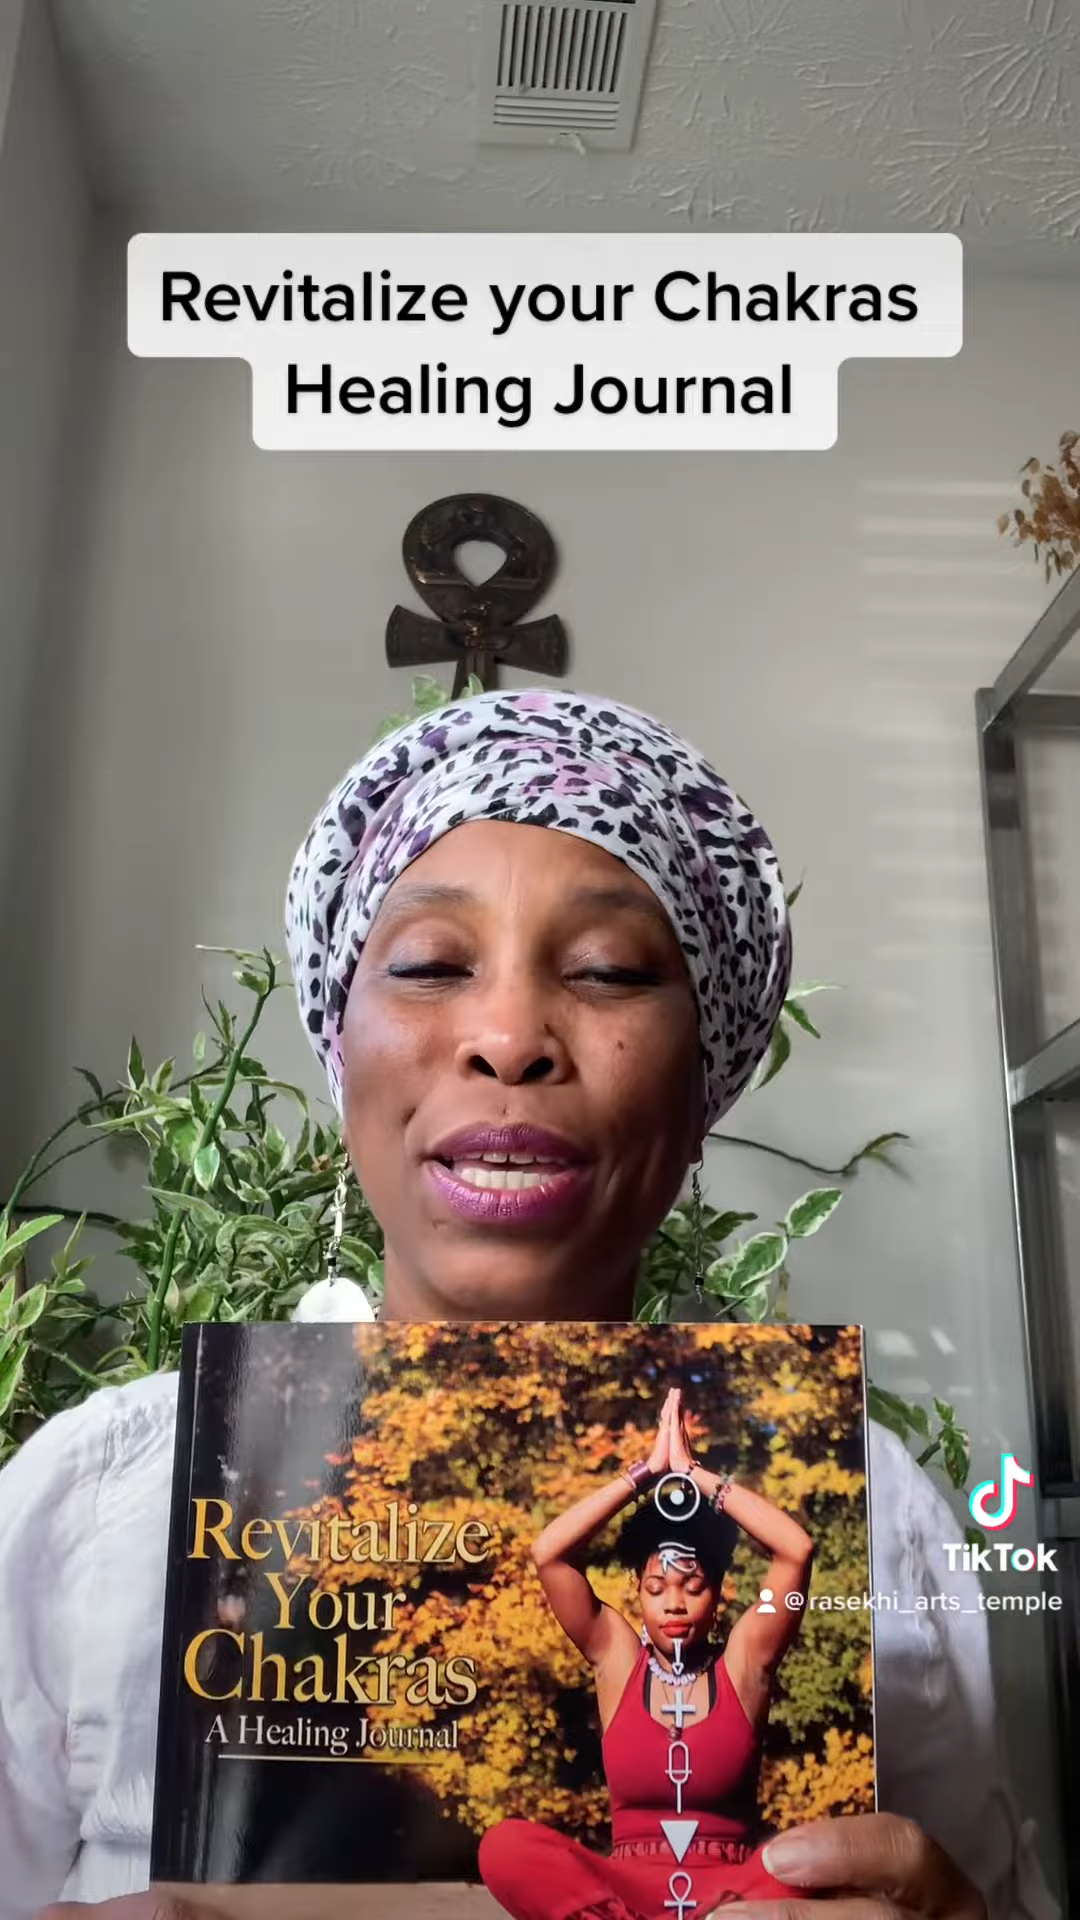 Revitalize your Chakras
Healing Journal
Revitalize
Your
Chakras
A Healing Journal
TikTok
@rasekhi_arts_temple